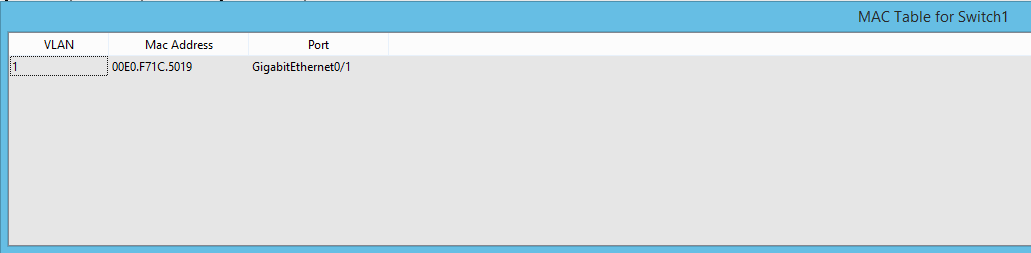 MAC Table for Switch1
VLAN Mac Address Port
1 00E0.F71C.5019 GigabitEthernet0/1